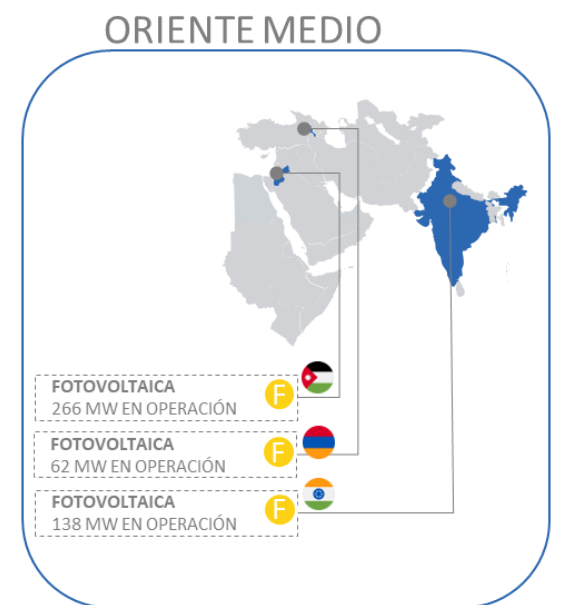 ORIENTE MEDIO
FOTOVOLTAICA
266 MW EN OPERACIÓN
F
FOTOVOLTAICA
62 MW EN OPERACIÓN
F
FOTOVOLTAICA
138 MW EN OPERACIÓN
F